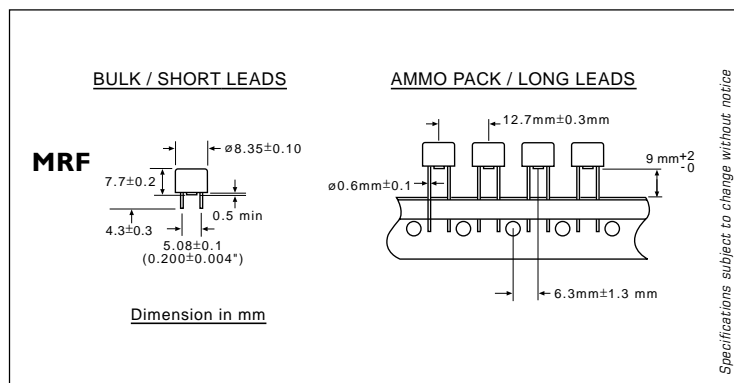 BULK / SHORT LEADS
AMMO PACK / LONG LEADS
MRF
ø8.35±0.10
7.7±0.2
4.3±0.3
0.5 min
5.08±0.1
(0.200±0.004")
Dimension in mm
12.7mm±0.3mm
9 mm+2
-0
ø0.6mm±0.1
6.3mm±1.3 mm
Specifications subject to change without notice